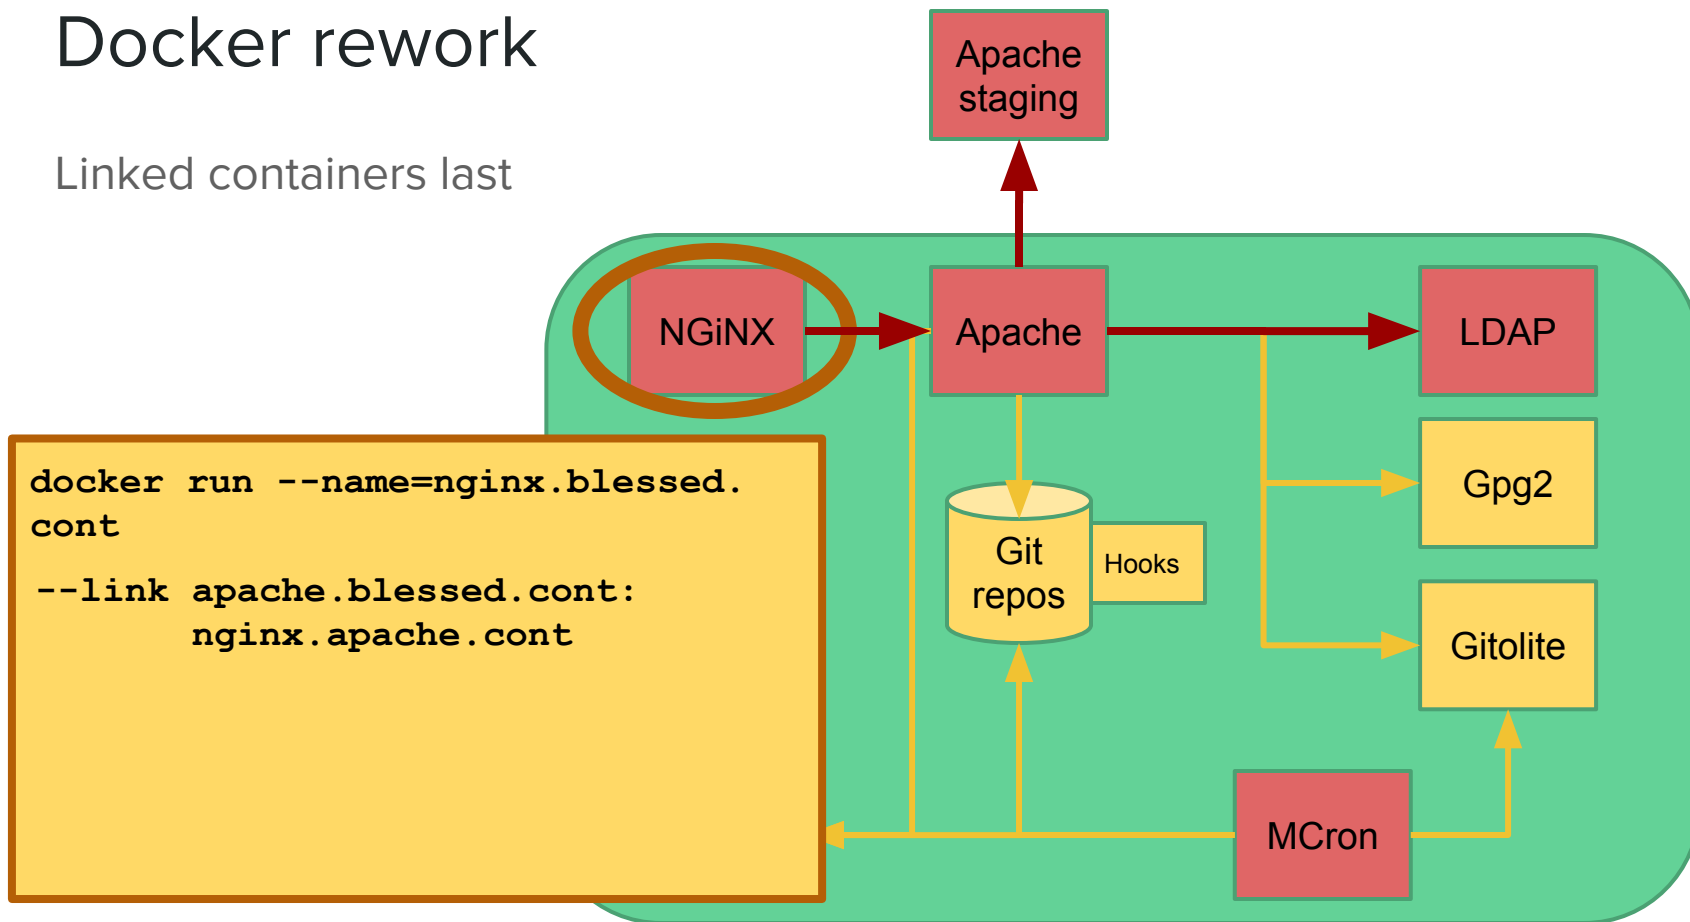 Docker rework
Linked containers last
Apache
staging
NGiNX
Apache
LDAP
Gpg2
Git
repos
Hooks
Gitolite
MCron
docker run --name=nginx.blessed.
cont
--link apache.blessed.cont:
nginx.apache.cont